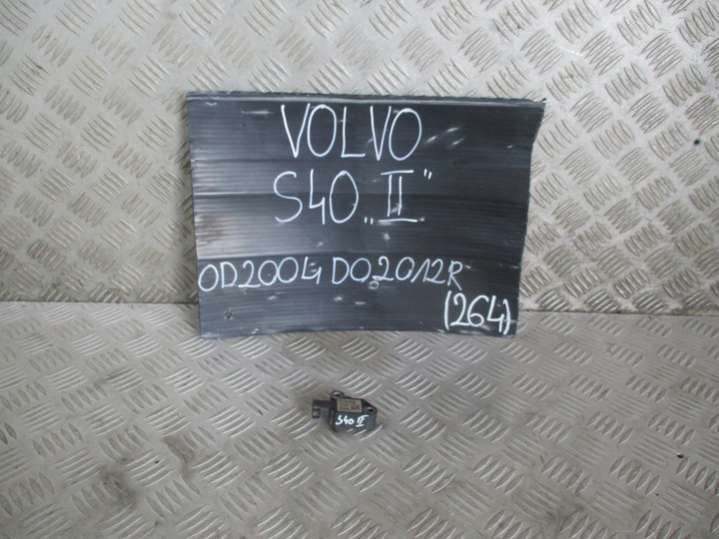 VOLVO
S40 „II"
OD2004 DO2012R
(264)
S40 II